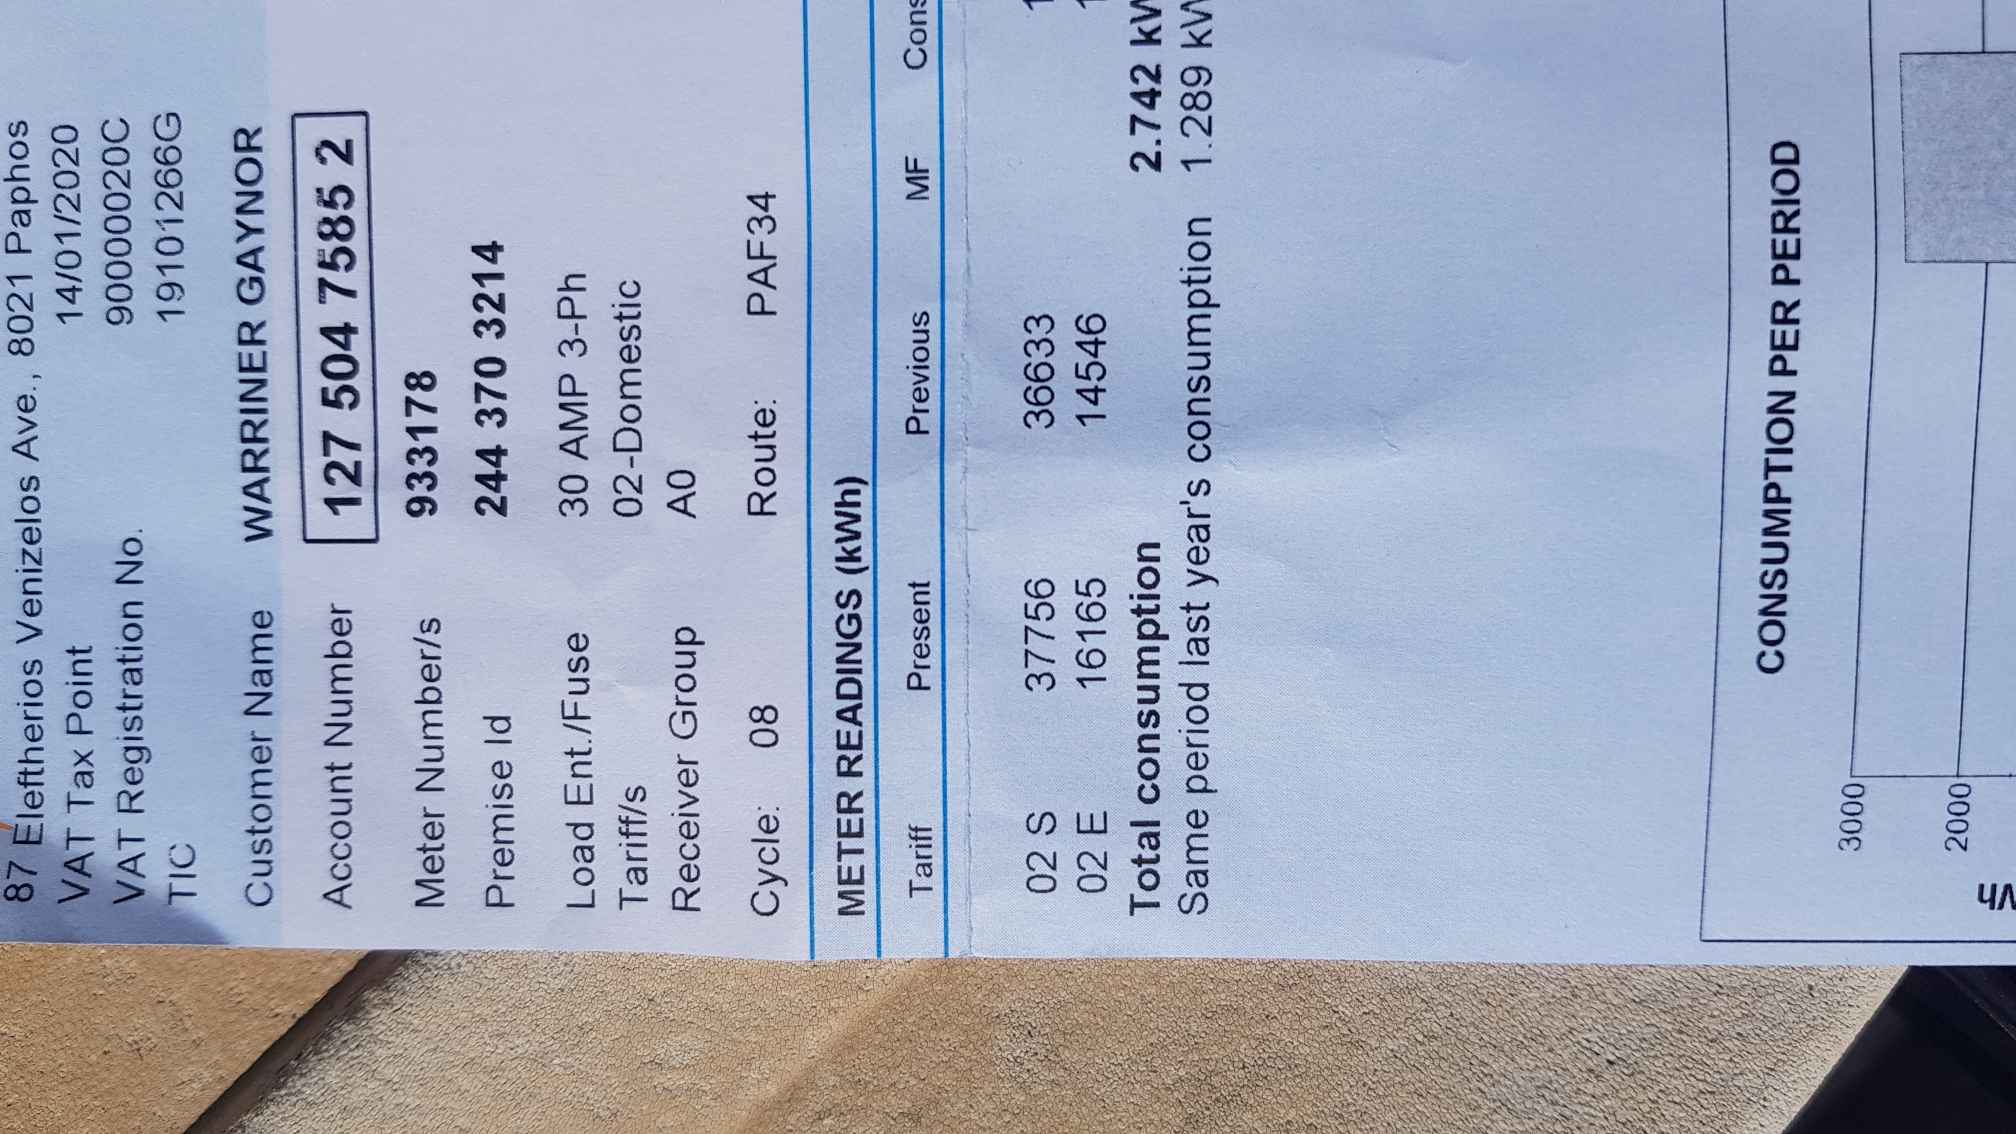 87 Eleftherios Venizelos Ave., 8021 Paphos
VAT Tax Point 14/01/2020
VAT Registration No. 90000020C
TIC 19101266G
Customer Name WARRINER GAYNOR
Account Number 127 504 7585 2
Meter Number/s 933178
Premise Id 244 370 3214
Load Ent./Fuse 30 AMP 3-Ph
Tariff/s 02-Domestic
Receiver Group A0
Cycle: 08 Route: PAF34
METER READINGS (kWh)
Tariff Present Previous MF Cons
02 S 37756 36633
02 E 16165 14546
Total consumption 2.742 kW
Same period last year's consumption 1.289 kW
CONSUMPTION PER PERIOD
3000
2000